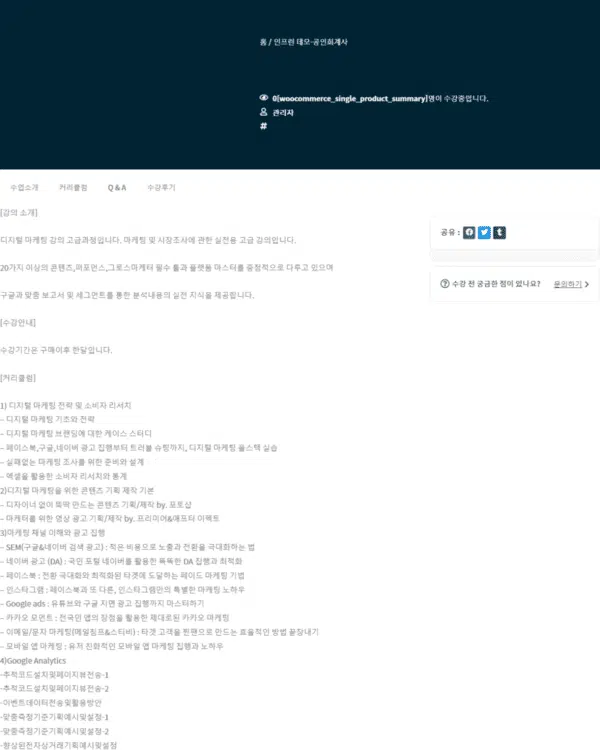 홈 / 인프런 데모-공인회계사
0[woocommerce_single_product_summary]명이 수강중입니다.
관리자
#
수업소개 커리큘럼 Q & A 수강후기
[강의 소개]
공유 :
디지털 마케팅 강의 고급과정입니다. 마케팅 및 시장조사에 관한 실전용 고급 강의입니다.
20가지 이상의 콘텐츠,퍼포먼스,그로스마케터 필수 툴과 플랫폼 마스터를 중점적으로 다루고 있으며
수강 전 궁금한 점이 있나요? 문의하기
구글과 맞춤 보고서 및 세그먼트를 통한 분석내용의 실전 지식을 제공합니다.
[수강안내]
수강기간은 구매이후 한달입니다.
[커리큘럼]
1) 디지털 마케팅 전략 및 소비자 리서치
– 디지털 마케팅 기초와 전략
– 디지털 마케팅 브랜딩에 대한 케이스 스터디
– 페이스북,구글,네이버 광고 집행부터 트러블 슈팅까지, 디지털 마케팅 풀스택 실습
– 실패없는 마케팅 조사를 위한 준비와 설계
– 엑셀을 활용한 소비자 리서치와 통계
2)디지털 마케팅을 위한 콘텐츠 기획 제작 기본
– 디자이너 없이 뚝딱 만드는 콘텐츠 기획/제작 by. 포토샵
– 마케터를 위한 영상 광고 기획/제작 by. 프리미어&애프터 이펙트
3)마케팅 채널 이해와 광고 집행
– SEM(구글&네이버 검색 광고) : 적은 비용으로 노출과 전환을 극대화하는 법
– 네이버 광고 (DA) : 국민 포털 네이버를 활용한 똑똑한 DA 집행과 최적화
– 페이스북 : 전환 극대화와 최적화된 타겟에 도달하는 페이드 마케팅 기법
– 인스타그램 : 페이스북과 또 다른, 인스타그램만의 특별한 마케팅 노하우
– Google ads : 유튜브와 구글 지면 광고 집행까지 마스터하기
– 카카오 모먼트 : 전국민 앱의 장점을 활용한 제대로된 카카오 마케팅
– 이메일/문자 마케팅(메일침프&스티비) : 타겟 고객을 찐팬으로 만드는 효율적인 방법 끝장내기
– 모바일 앱 마케팅 : 유저 친화적인 모바일 앱 마케팅 집행과 노하우
4)Google Analytics
-추적코드설치및페이지뷰전송-1
-추적코드설치및페이지뷰전송-2
-이벤트데이터전송및활용방안
-맞춤측정기준기획예시및설정-1
-맞춤측정기준기획예시및설정-2
-향상된전자상거래기획예시및설정